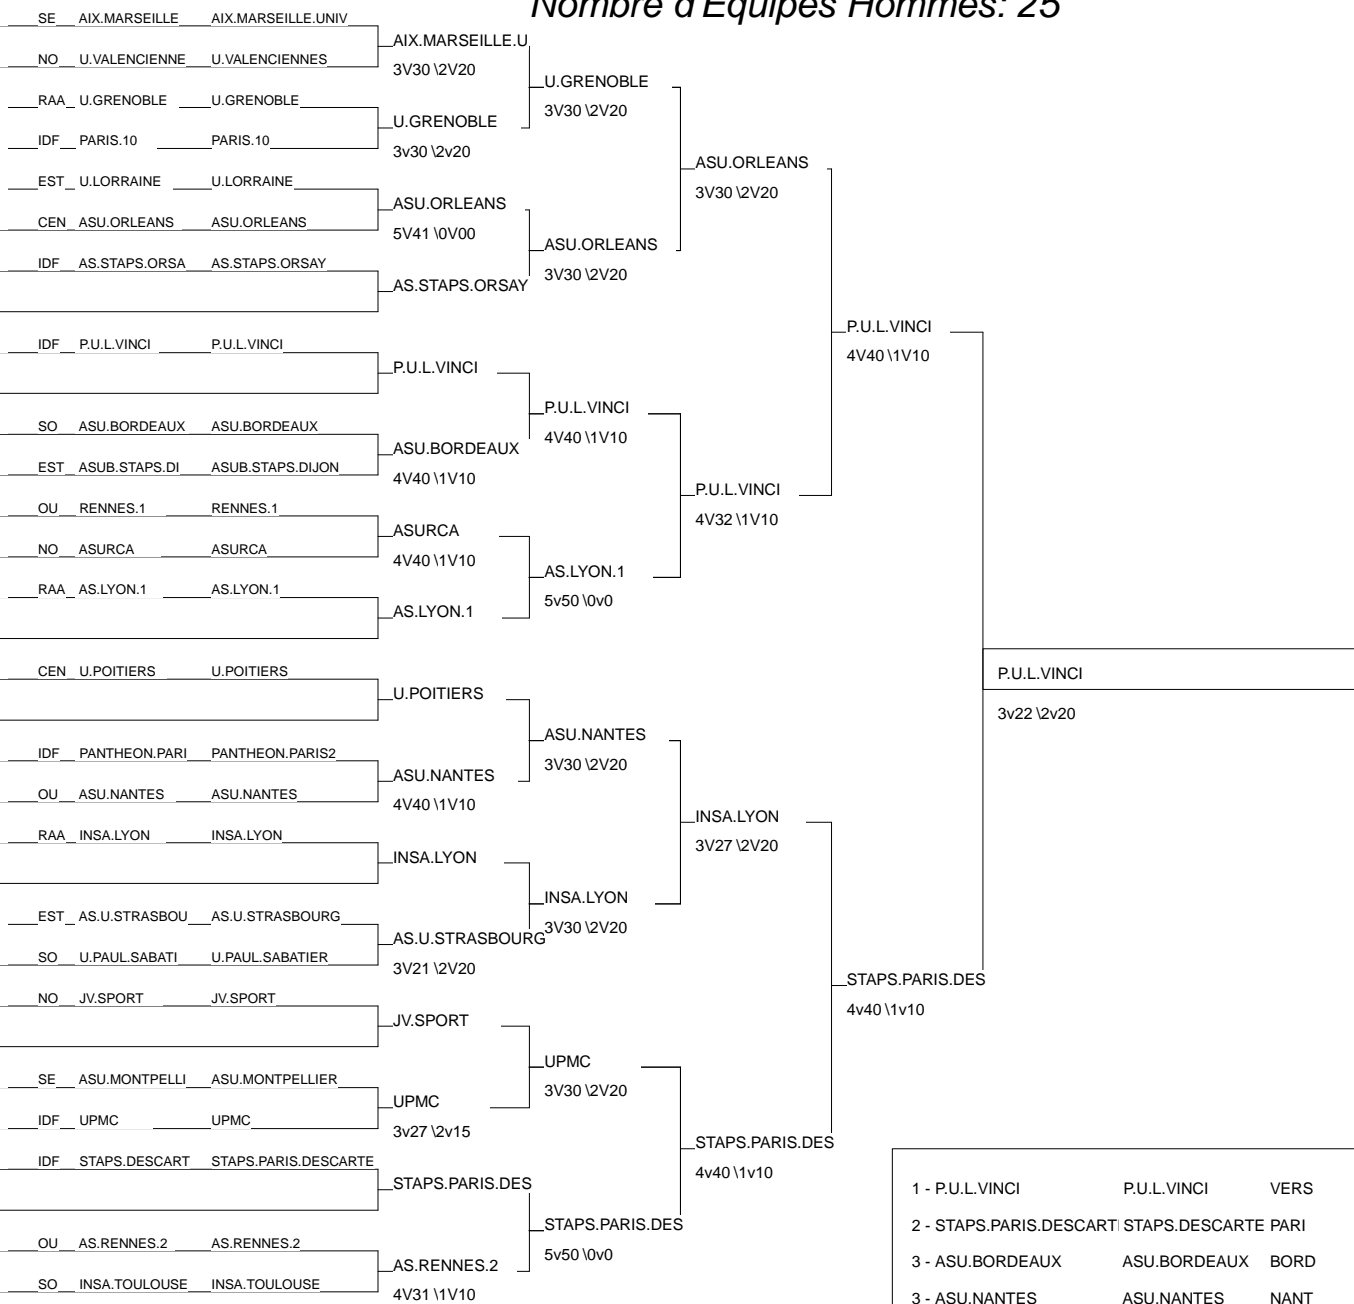 Nombre d'Equipes Hommes: 25
SE AIX.MARSEILLE AIX.MARSEILLE.UNIV
NO U.VALENCIENNE U.VALENCIENNES
RAA U.GRENOBLE U.GRENOBLE
IDF PARIS.10 PARIS.10
EST U.LORRAINE U.LORRAINE
CEN ASU.ORLEANS ASU.ORLEANS
IDF AS.STAPS.ORSA AS.STAPS.ORSAY
IDF P.U.L.VINCI P.U.L.VINCI
SO ASU.BORDEAUX ASU.BORDEAUX
EST ASUB.STAPS.DI ASUB.STAPS.DIJON
OU RENNES.1 RENNES.1
NO ASURCA ASURCA
RAA AS.LYON.1 AS.LYON.1
CEN U.POITIERS U.POITIERS
IDF PANTHEON.PARI PANTHEON.PARIS2
OU ASU.NANTES ASU.NANTES
RAA INSA.LYON INSA.LYON
EST AS.U.STRASBOU AS.U.STRASBOURG
SO U.PAUL.SABATI U.PAUL.SABATIER
NO JV.SPORT JV.SPORT
SE ASU.MONTPELLI ASU.MONTPELLIER
IDF UPMC UPMC
IDF STAPS.DESCART STAPS.PARIS.DESCARTE
OU AS.RENNES.2 AS.RENNES.2
SO INSA.TOULOUSE INSA.TOULOUSE
AIX.MARSEILLE.U
3V30 \2V20
U.GRENOBLE
3v30 \2v20
ASU.ORLEANS
5V41 \0V00
AS.STAPS.ORSAY
P.U.L.VINCI
ASU.BORDEAUX
4V40 \1V10
ASURCA
4V40 \1V10
AS.LYON.1
U.POITIERS
ASU.NANTES
4V40 \1V10
INSA.LYON
AS.U.STRASBOURG
3V21 \2V20
JV.SPORT
UPMC
3v27 \2v15
STAPS.PARIS.DES
AS.RENNES.2
4V31 \1V10
U.GRENOBLE
3V30 \2V20
ASU.ORLEANS
3V30 \2V20
P.U.L.VINCI
4V40 \1V10
AS.LYON.1
5v50 \0v0
ASU.NANTES
3V30 \2V20
INSA.LYON
3V30 \2V20
UPMC
3V30 \2V20
STAPS.PARIS.DES
5v50 \0v0
ASU.ORLEANS
3V30 \2V20
P.U.L.VINCI
4V32 \1V10
INSA.LYON
3V27 \2V20
STAPS.PARIS.DES
4v40 \1v10
P.U.L.VINCI
4V40 \1V10
STAPS.PARIS.DES
4v40 \1v10
P.U.L.VINCI
3v22 \2v20
1 - P.U.L.VINCI P.U.L.VINCI VERS
2 - STAPS.PARIS.DESCARTI STAPS.DESCARTE PARI
3 - ASU.BORDEAUX ASU.BORDEAUX BORD
3 - ASU.NANTES ASU.NANTES NANT